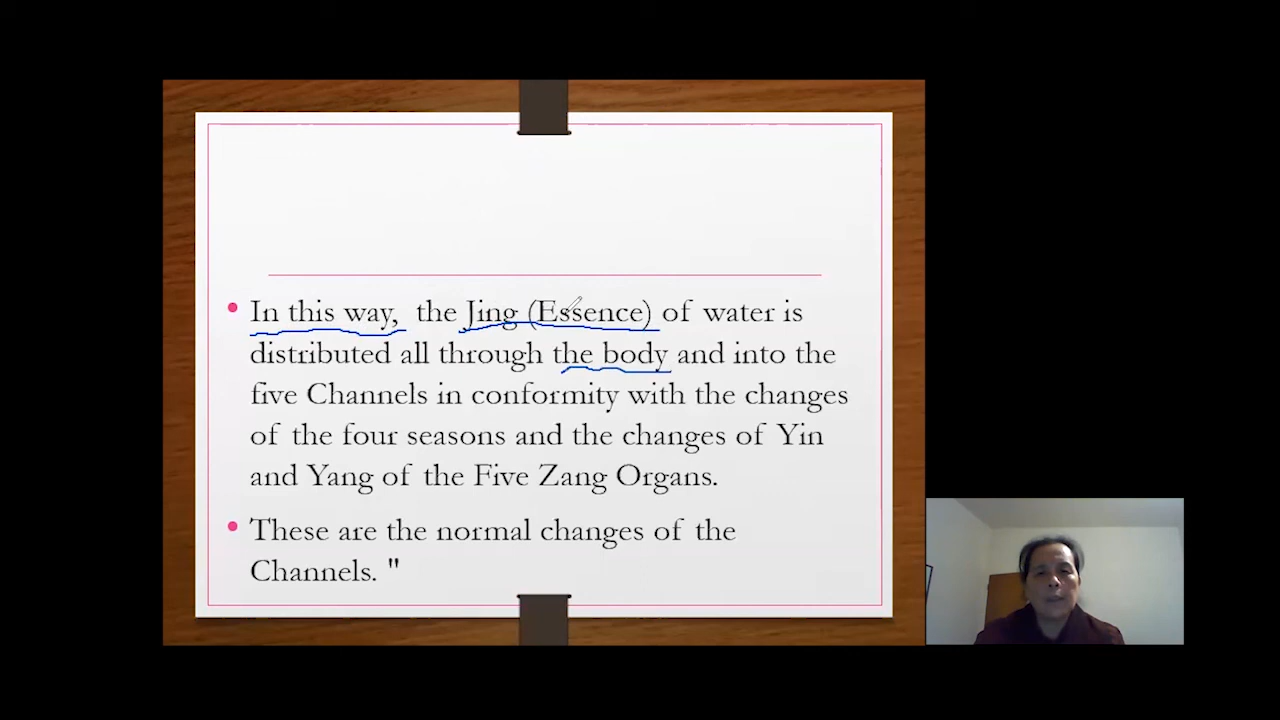 In this way, the Jing (Essence) of water is
distributed all through the body and into the
five Channels in conformity with the changes
of the four seasons and the changes of Yin
and Yang of the Five Zang Organs.
These are the normal changes of the
Channels. "